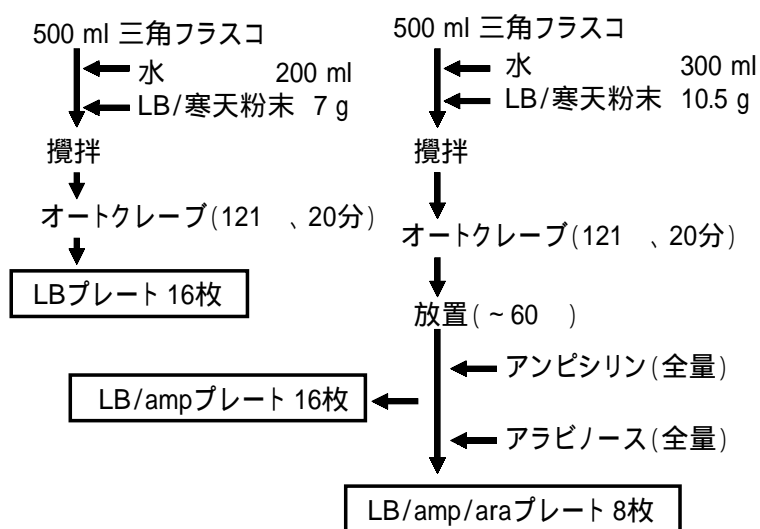 500 ml 三角フラスコ
水 200 ml
LB/寒天粉末 7 g
攪拌
オートクレーブ(121 、20分)
LBプレート 16枚
500 ml 三角フラスコ
水 300 ml
LB/寒天粉末 10.5 g
攪拌
オートクレーブ(121 、20分)
放置(~60 )
アンピシリン(全量)
LB/ampプレート 16枚
アラビノース(全量)
LB/amp/araプレート 8枚